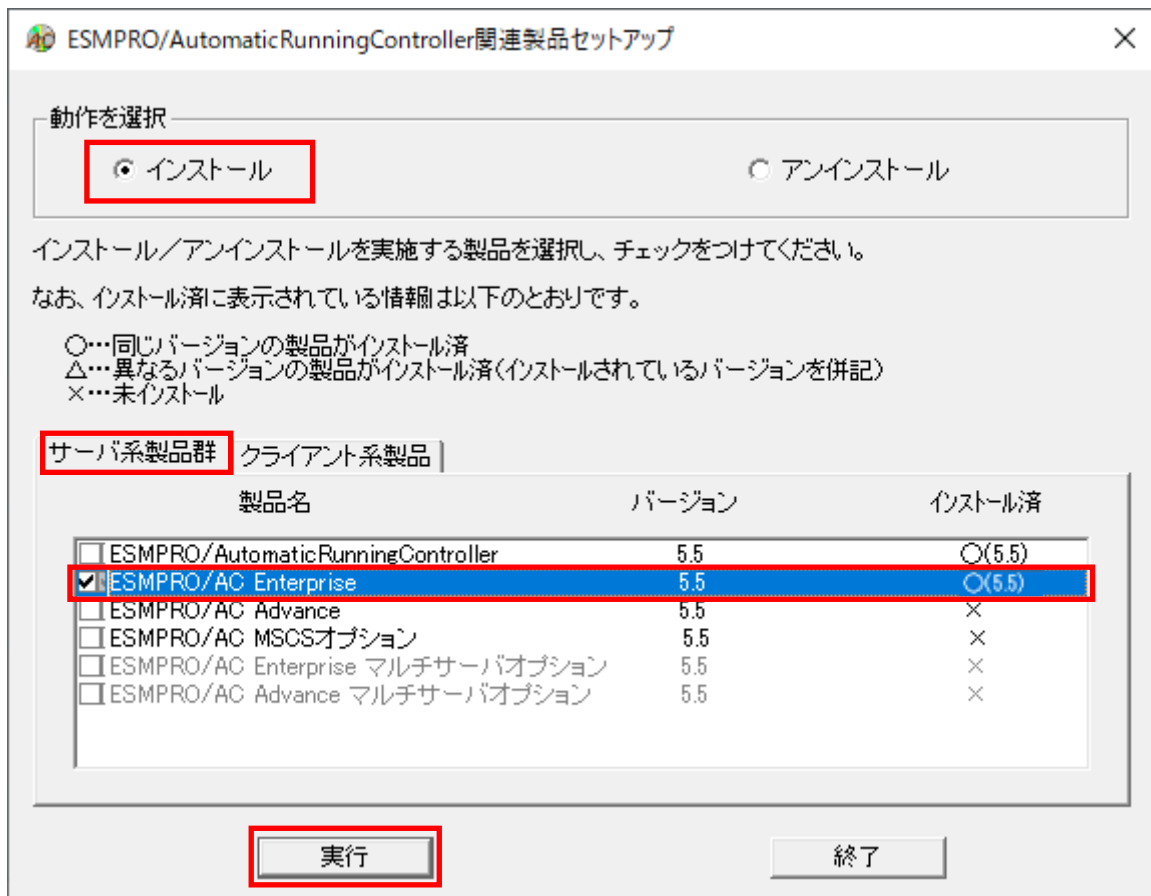 ESMPRO/AutomaticRunningController関連製品セットアップ
動作を選択
インストール アンインストール
インストール／アンインストールを実施する製品を選択し、チェックをつけてください。
なお、インストール済に表示されている情報は以下のとおりです。
○…同じバージョンの製品がインストール済
△…異なるバージョンの製品がインストール済(インストールされているバージョンを併記)
×…未インストール
サーバ系製品群 クライアント系製品
製品名 バージョン インストール済
ESMPRO/AutomaticRunningController 5.5 ○(5.5)
ESMPRO/AC Enterprise 5.5 ○(5.5)
ESMPRO/AC Advance 5.5 ×
ESMPRO/AC MSCSオプション 5.5 ×
ESMPRO/AC Enterprise マルチサーバオプション 5.5 ×
ESMPRO/AC Advance マルチサーバオプション 5.5 ×
実行 終了